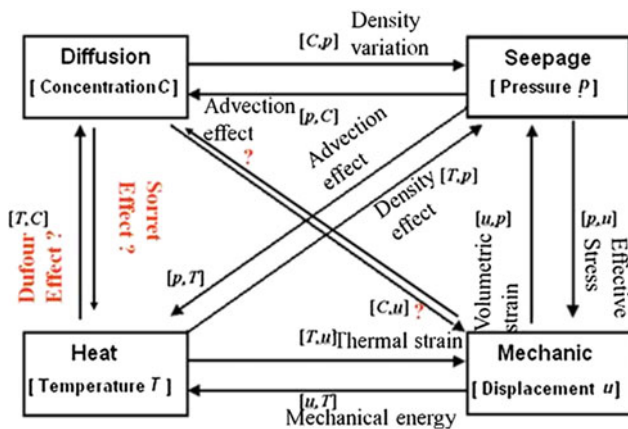 Diffusion
[ Concentration C ]
[C,p]
Density
variation
Seepage
[ Pressure p ]
Advection
effect
?
[p,C]
Advection
effect
Density
effect
[T,p]
[T,C]
Dufour
Effect ?
Sorret
Effect ?
[p,T]
[C,u]
?
[u,p]
Volumetric
strain
[p,u]
Effective
Stress
Heat
[ Temperature T ]
[T,u]
Thermal strain
Mechanic
[ Displacement u ]
[u,T]
Mechanical energy